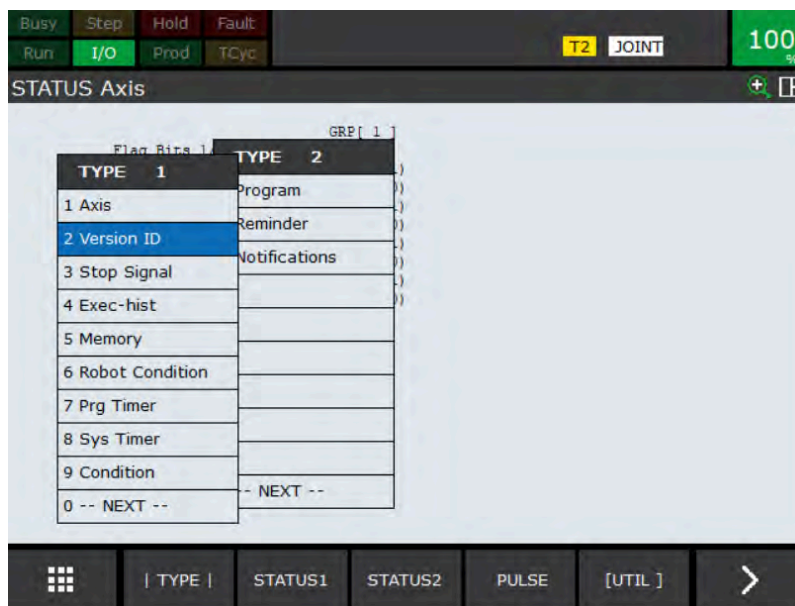 Busy Step Hold Fault
Run I/O Prod TCyc
T2 JOINT
100
%
STATUS Axis
GRP[ 1 ]
Flag Bits 1/
TYPE 1
1 Axis
2 Version ID
3 Stop Signal
4 Exec-hist
5 Memory
6 Robot Condition
7 Prg Timer
8 Sys Timer
9 Condition
0 -- NEXT --
TYPE 2
Program
Reminder
Notifications
-- NEXT --
| TYPE | STATUS1 STATUS2 PULSE [UTIL ] >